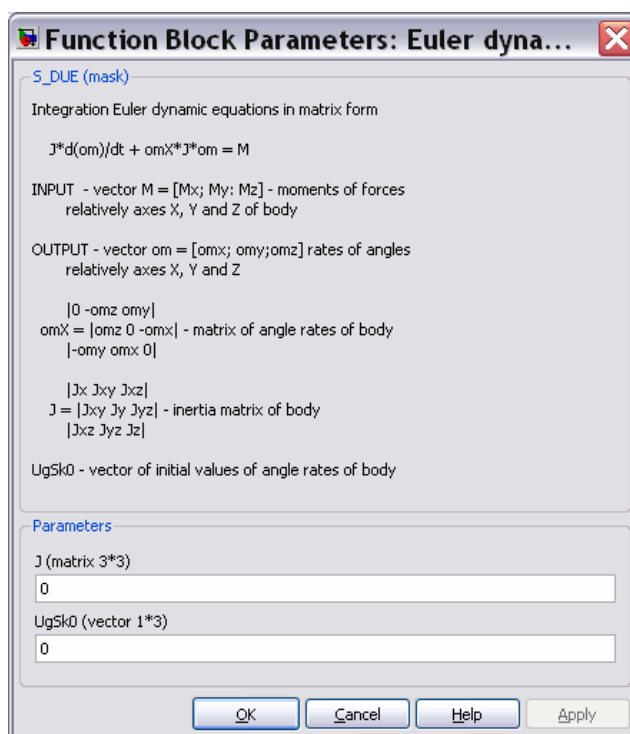 Function Block Parameters: Euler dyna...
S_DUE (mask)
Integration Euler dynamic equations in matrix form
J*d(om)/dt + omX*J*om = M
INPUT - vector M = [Mx; My: Mz] - moments of forces
relatively axes X, Y and Z of body
OUTPUT - vector om = [omx; omy;omz] rates of angles
relatively axes X, Y and Z
|0 -omz omy|
omX = |omz 0 -omx| - matrix of angle rates of body
|-omy omx 0|
|Jx Jxy Jxz|
J = |Jxy Jy Jyz| - inertia matrix of body
|Jxz Jyz Jz|
UgSk0 - vector of initial values of angle rates of body
Parameters
J (matrix 3*3)
0
UgSk0 (vector 1*3)
0
OK Cancel Help Apply